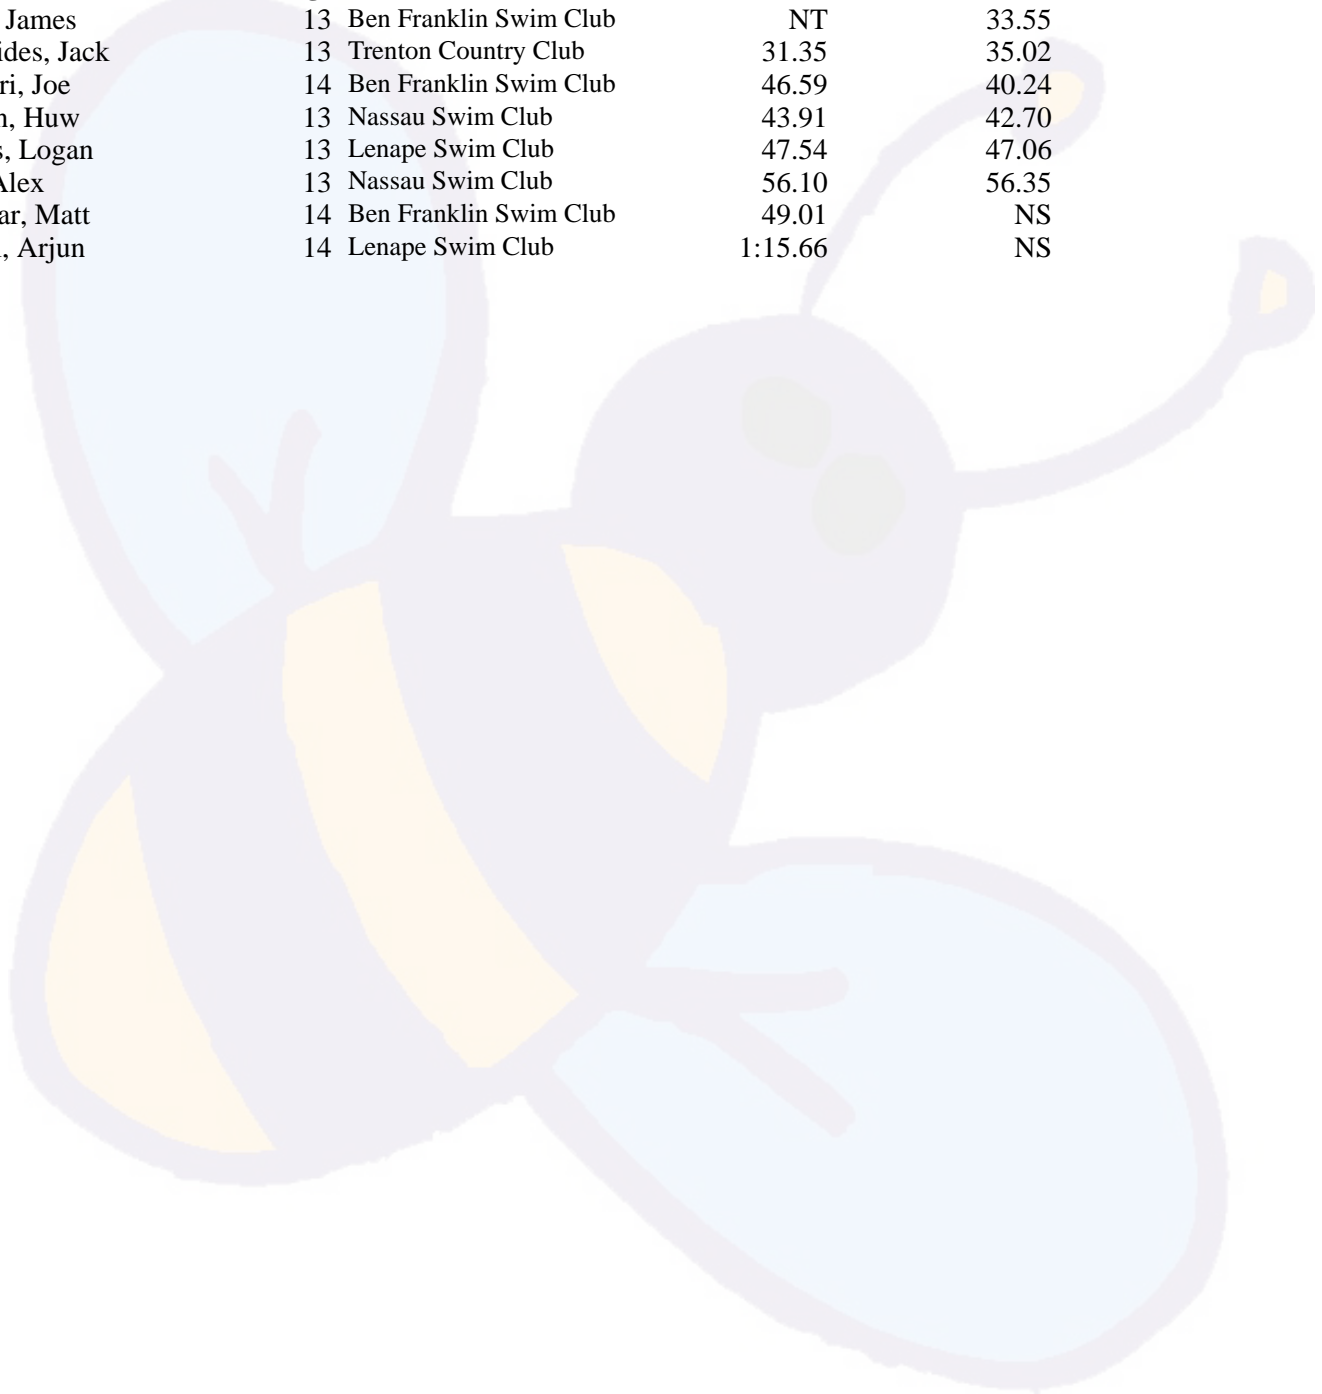 James 13 Ben Franklin Swim Club NT 33.55
ides, Jack 13 Trenton Country Club 31.35 35.02
ri, Joe 14 Ben Franklin Swim Club 46.59 40.24
n, Huw 13 Nassau Swim Club 43.91 42.70
s, Logan 13 Lenape Swim Club 47.54 47.06
Alex 13 Nassau Swim Club 56.10 56.35
ar, Matt 14 Ben Franklin Swim Club 49.01 NS
, Arjun 14 Lenape Swim Club 1:15.66 NS